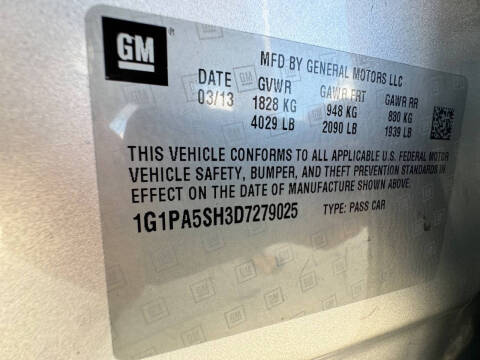 GM
MFD BY GENERAL MOTORS LLC
DATE GVWR GAWR FRT GAWR RR
03/13 1828 KG 948 KG 880 KG
4029 LB 2090 LB 1939 LB
THIS VEHICLE CONFORMS TO ALL APPLICABLE U.S. FEDERAL MOTOR
VEHICLE SAFETY, BUMPER, AND THEFT PREVENTION STANDARDS IN
EFFECT ON THE DATE OF MANUFACTURE SHOWN ABOVE.
1G1PA5SH3D7279025 TYPE: PASS CAR